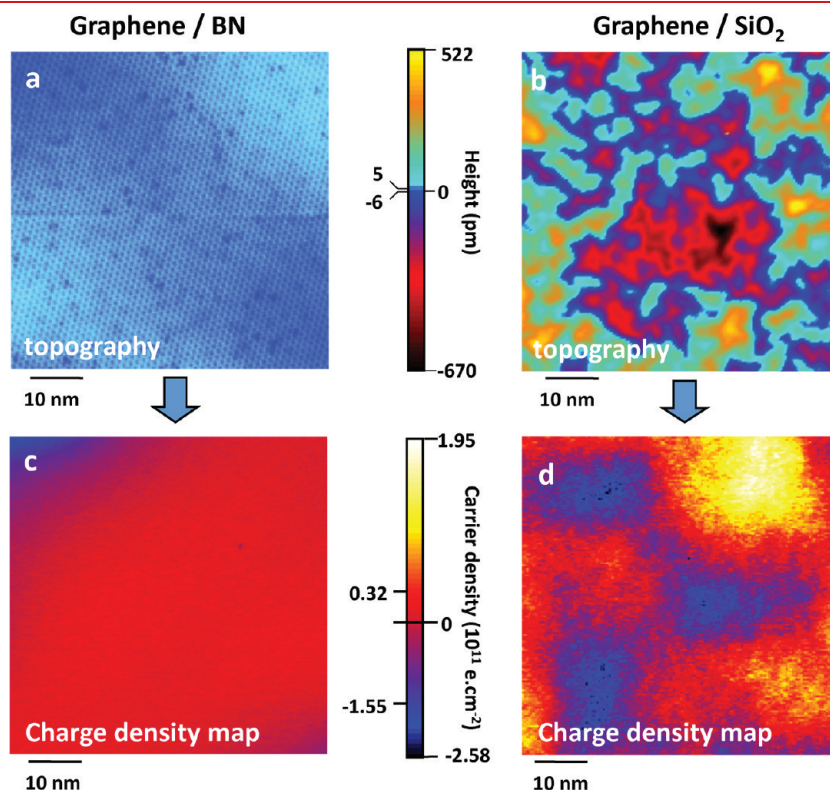 Graphene / BN
Graphene / SiO₂
a
522
b
Height (pm)
5
0
-6
topography
-670
topography
10 nm
10 nm
c
1.95
d
Carrier density (10¹¹ e.cm⁻²)
0.32
0
-1.55
Charge density map
-2.58
Charge density map
10 nm
10 nm